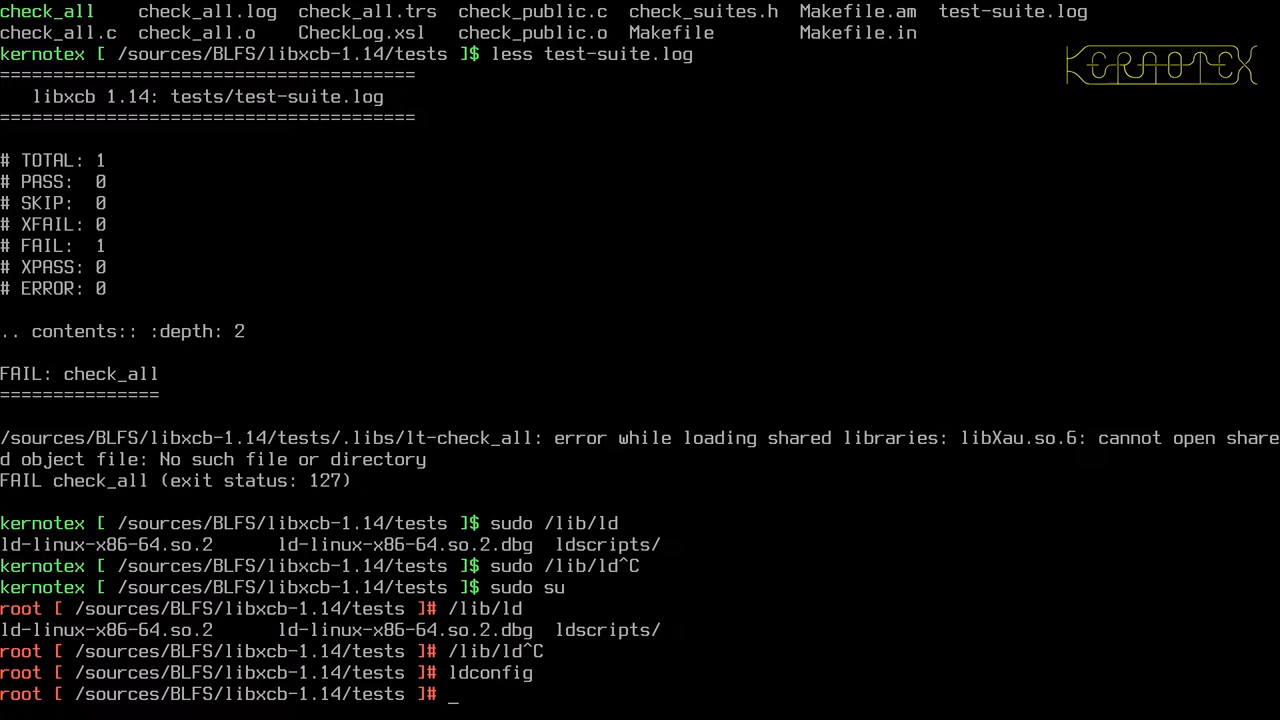 check_all    check_all.log  check_all.trs  check_public.c  check_suites.h  Makefile.am  test-suite.log
check_all.c  check_all.o    CheckLog.xsl   check_public.o  Makefile        Makefile.in
kernotex [ /sources/BLFS/libxcb-1.14/tests ]$ less test-suite.log
KERNOTEX
=======================================
   libxcb 1.14: tests/test-suite.log
=======================================
# TOTAL: 1
# PASS:  0
# SKIP:  0
# XFAIL: 0
# FAIL:  1
# XPASS: 0
# ERROR: 0
.. contents:: :depth: 2
FAIL: check_all
===============
/sources/BLFS/libxcb-1.14/tests/.libs/lt-check_all: error while loading shared libraries: libXau.so.6: cannot open share
d object file: No such file or directory
FAIL check_all (exit status: 127)
kernotex [ /sources/BLFS/libxcb-1.14/tests ]$ sudo /lib/ld
ld-linux-x86-64.so.2      ld-linux-x86-64.so.2.dbg  ldscripts/
kernotex [ /sources/BLFS/libxcb-1.14/tests ]$ sudo /lib/ld^C
kernotex [ /sources/BLFS/libxcb-1.14/tests ]$ sudo su
root [ /sources/BLFS/libxcb-1.14/tests ]# /lib/ld
ld-linux-x86-64.so.2      ld-linux-x86-64.so.2.dbg  ldscripts/
root [ /sources/BLFS/libxcb-1.14/tests ]# /lib/ld^C
root [ /sources/BLFS/libxcb-1.14/tests ]# ldconfig
root [ /sources/BLFS/libxcb-1.14/tests ]# _